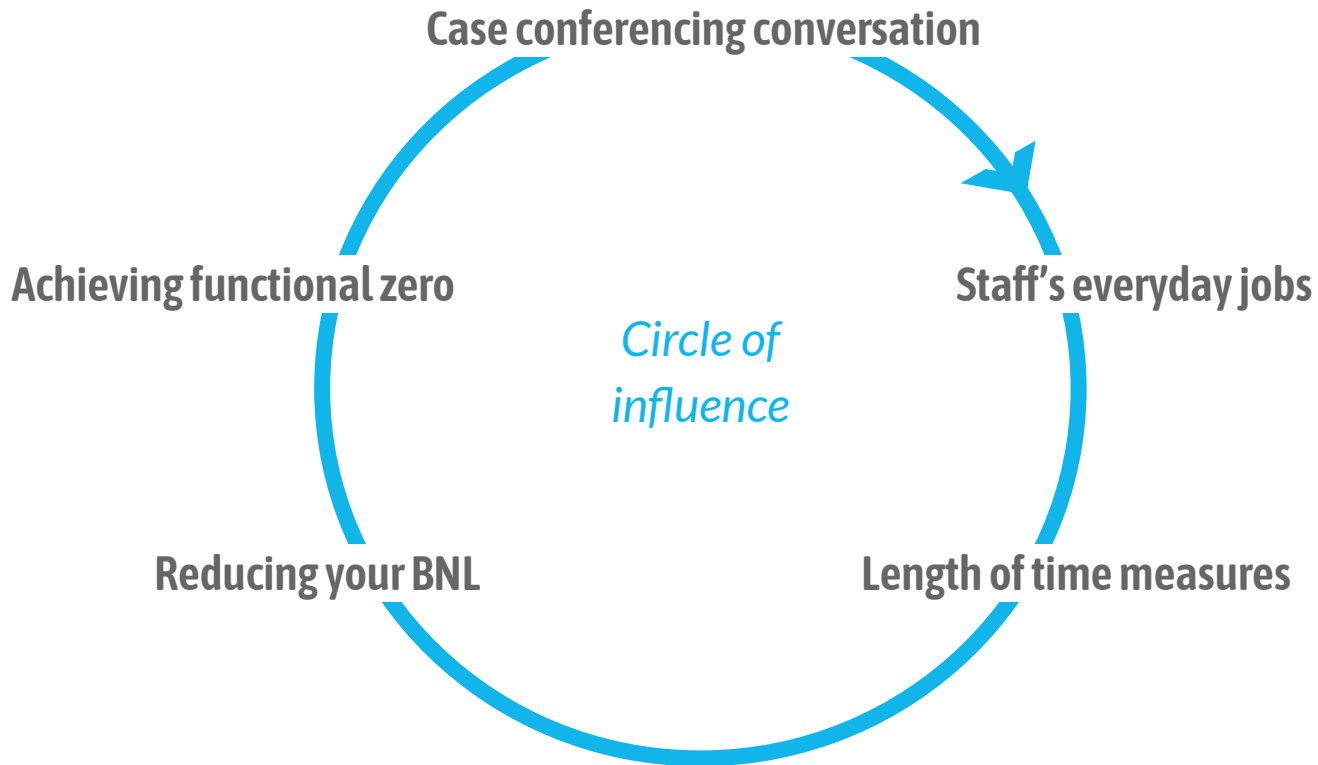 Case conferencing conversation
Achieving functional zero
Staff’s everyday jobs
Circle of
influence
Reducing your BNL
Length of time measures